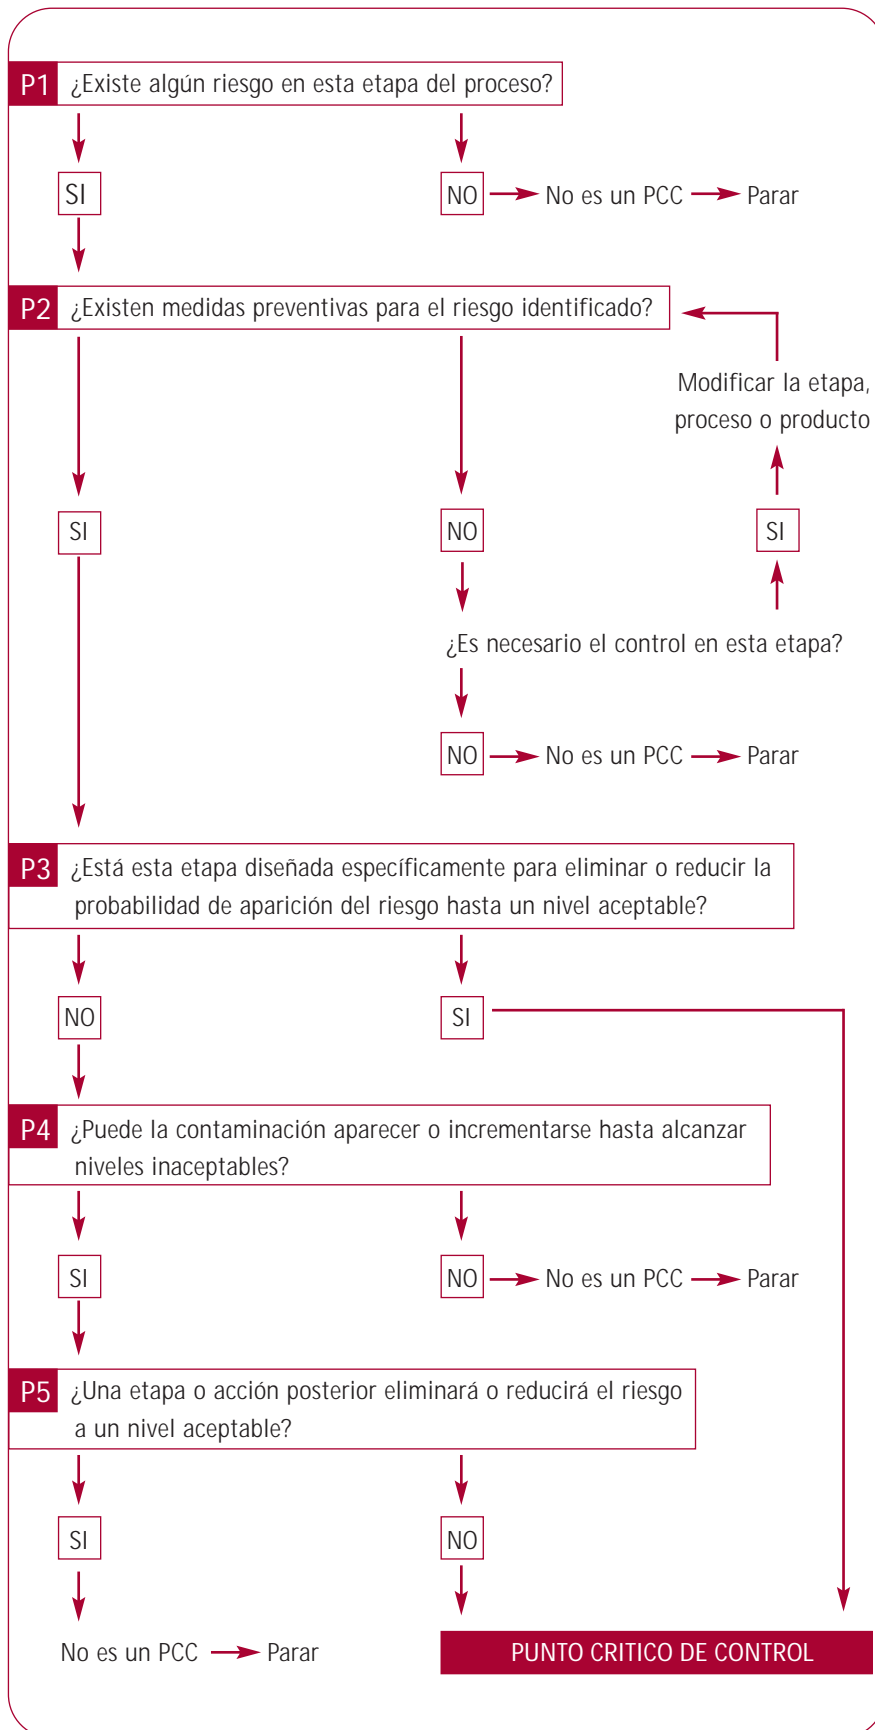 P1 ¿Existe algún riesgo en esta etapa del proceso?
SI
NO No es un PCC Parar
P2 ¿Existen medidas preventivas para el riesgo identificado?
Modificar la etapa,
proceso o producto
SI
NO
SI
¿Es necesario el control en esta etapa?
NO No es un PCC Parar
P3 ¿Está esta etapa diseñada específicamente para eliminar o reducir la
probabilidad de aparición del riesgo hasta un nivel aceptable?
NO
SI
P4 ¿Puede la contaminación aparecer o incrementarse hasta alcanzar
niveles inaceptables?
SI
NO No es un PCC Parar
P5 ¿Una etapa o acción posterior eliminará o reducirá el riesgo
a un nivel aceptable?
SI
NO
No es un PCC Parar
PUNTO CRITICO DE CONTROL